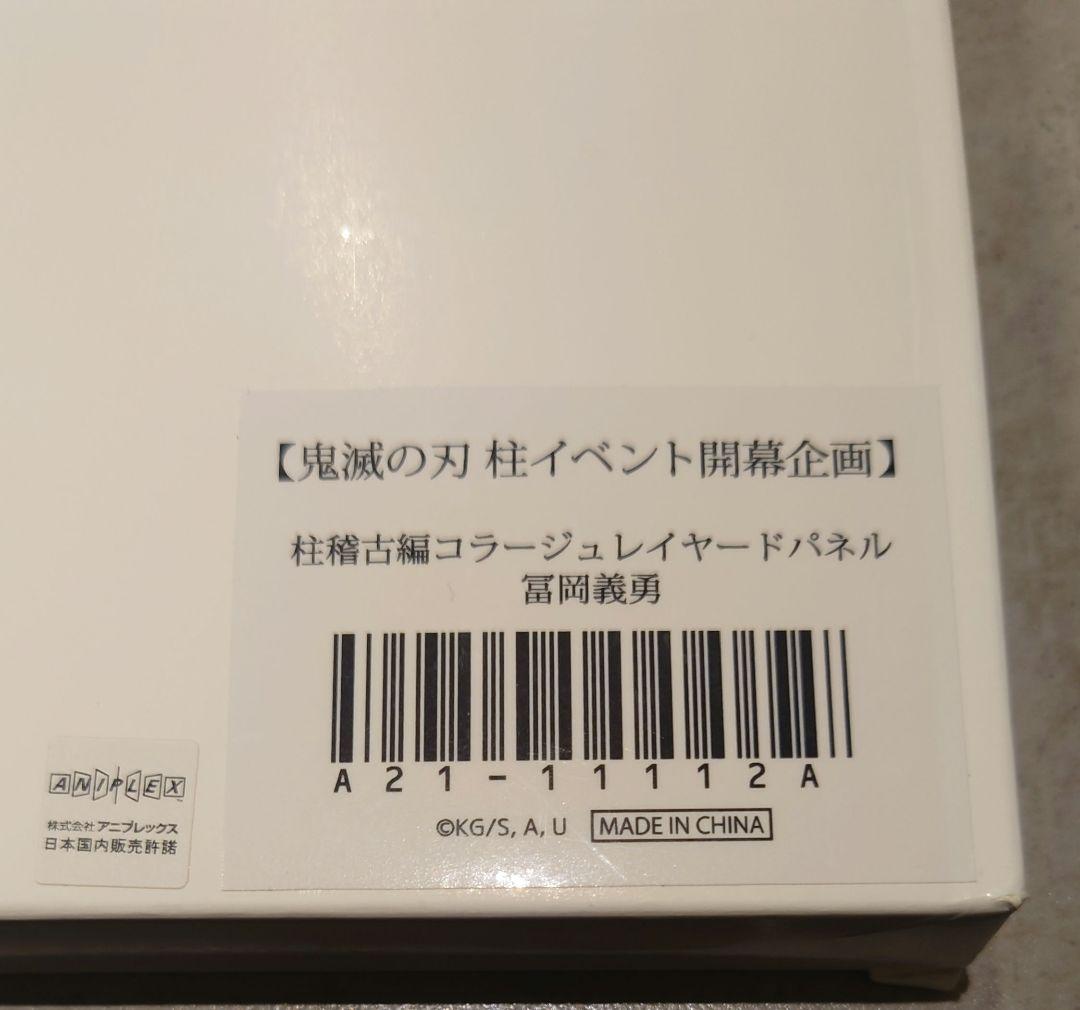 【鬼滅の刃 柱イベント開幕企画】
柱稽古編コラージュレイヤードパネル
冨岡義勇
A21-11112A
©KG/S, A, U MADE IN CHINA
ANIPLEX
株式会社アニプレックス
日本国内販売許諾